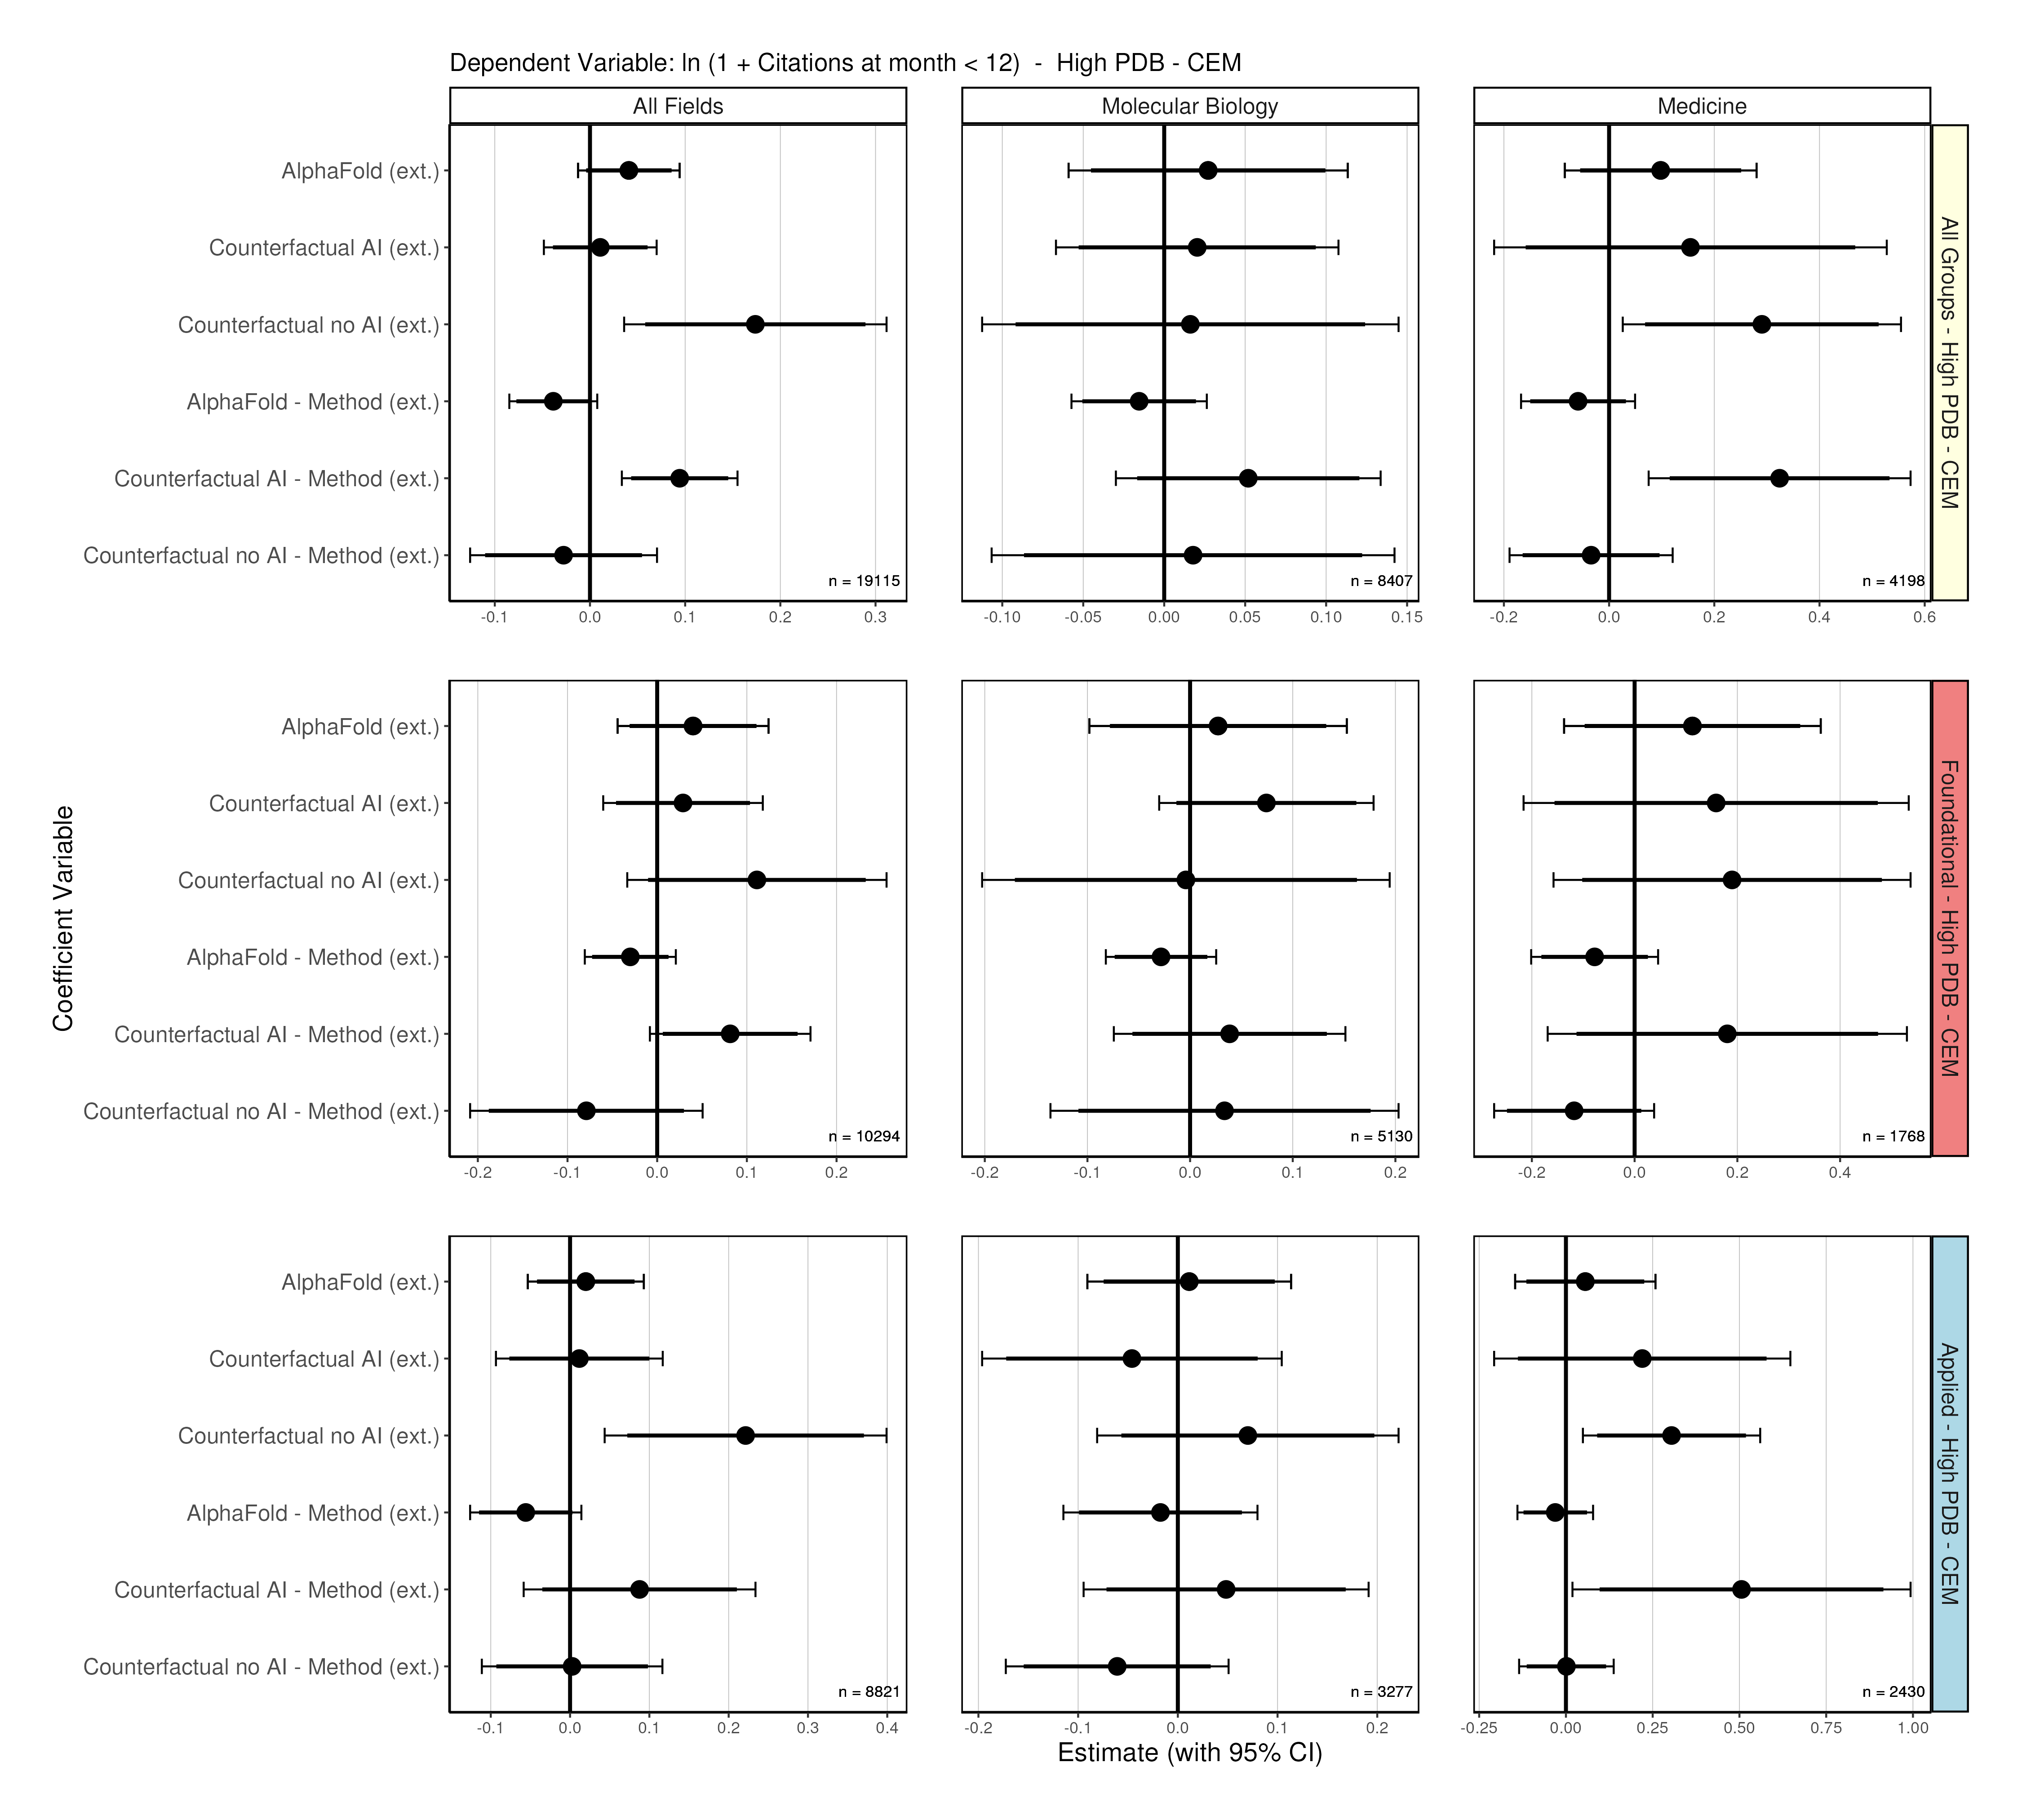 Dependent Variable: ln (1 + Citations at month < 12)  -  High PDB - CEM
All Fields
Molecular Biology
Medicine
AlphaFold (ext.)
Counterfactual AI (ext.)
Counterfactual no AI (ext.)
AlphaFold - Method (ext.)
Counterfactual AI - Method (ext.)
Counterfactual no AI - Method (ext.)
n = 19115
n = 8407
n = 4198
All Groups - High PDB - CEM
-0.1 0.0 0.1 0.2 0.3
-0.10 -0.05 0.00 0.05 0.10 0.15
-0.2 0.0 0.2 0.4 0.6
Coefficient Variable
AlphaFold (ext.)
Counterfactual AI (ext.)
Counterfactual no AI (ext.)
AlphaFold - Method (ext.)
Counterfactual AI - Method (ext.)
Counterfactual no AI - Method (ext.)
n = 10294
n = 5130
n = 1768
Foundational - High PDB - CEM
-0.2 -0.1 0.0 0.1 0.2
-0.2 -0.1 0.0 0.1 0.2
-0.2 0.0 0.2 0.4
AlphaFold (ext.)
Counterfactual AI (ext.)
Counterfactual no AI (ext.)
AlphaFold - Method (ext.)
Counterfactual AI - Method (ext.)
Counterfactual no AI - Method (ext.)
n = 8821
n = 3277
n = 2430
Applied - High PDB - CEM
-0.1 0.0 0.1 0.2 0.3 0.4
-0.2 -0.1 0.0 0.1 0.2
-0.25 0.00 0.25 0.50 0.75 1.00
Estimate (with 95% CI)